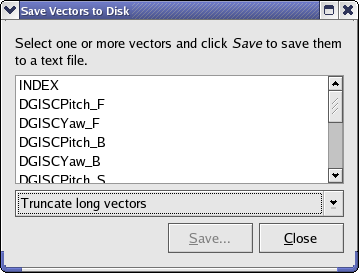 Save Vectors to Disk
Select one or more vectors and click Save to save them
to a text file.
INDEX
DGISCPitch_F
DGISCYaw_F
DGISCPitch_B
DGISCYaw_B
DGISCPitch_S
Truncate long vectors
Save...
Close